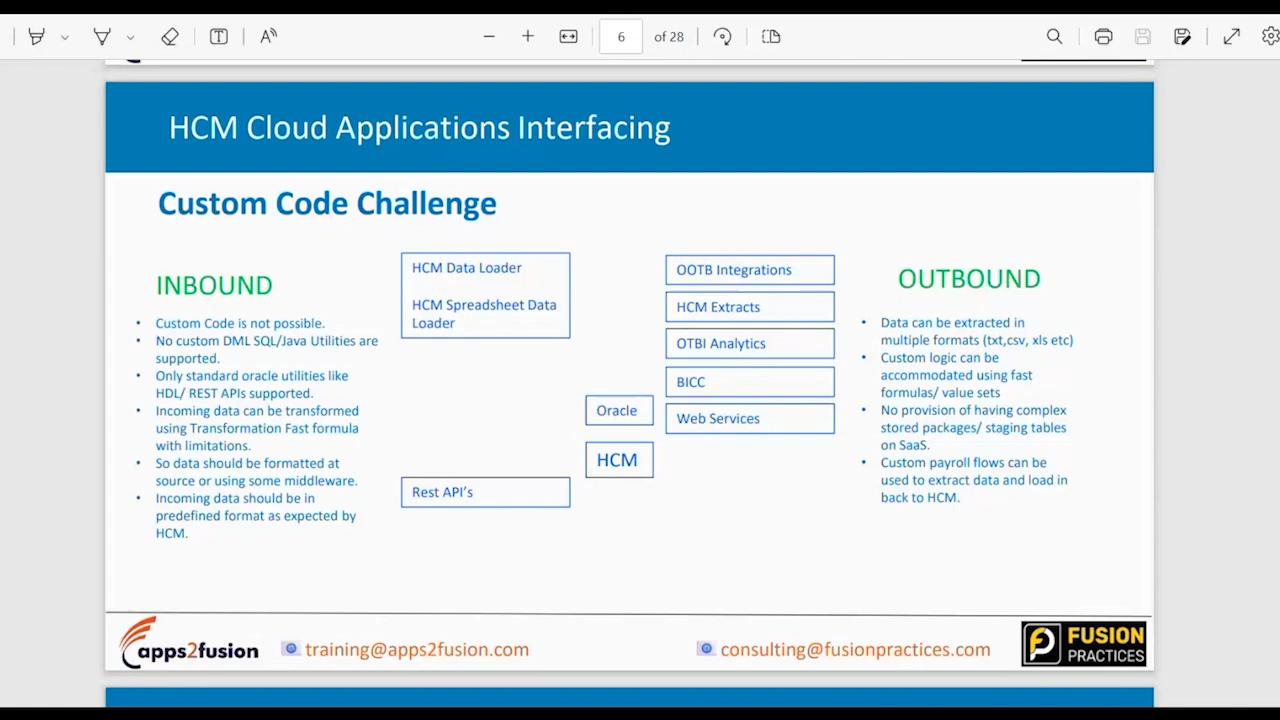 6 of 28
HCM Cloud Applications Interfacing
Custom Code Challenge
INBOUND
• Custom Code is not possible.
• No custom DML SQL/Java Utilities are
supported.
• Only standard oracle utilities like
HDL/ REST APIs supported.
• Incoming data can be transformed
using Transformation Fast formula
with limitations.
• So data should be formatted at
source or using some middleware.
• Incoming data should be in
predefined format as expected by
HCM.
HCM Data Loader
HCM Spreadsheet Data
Loader
Rest API's
Oracle
HCM
OOTB Integrations
HCM Extracts
OTBI Analytics
BICC
Web Services
OUTBOUND
• Data can be extracted in
multiple formats (txt,csv, xls etc)
• Custom logic can be
accommodated using fast
formulas/ value sets
• No provision of having complex
stored packages/ staging tables
on SaaS.
• Custom payroll flows can be
used to extract data and load in
back to HCM.
apps2fusion
training@apps2fusion.com
consulting@fusionpractices.com
FUSION
PRACTICES